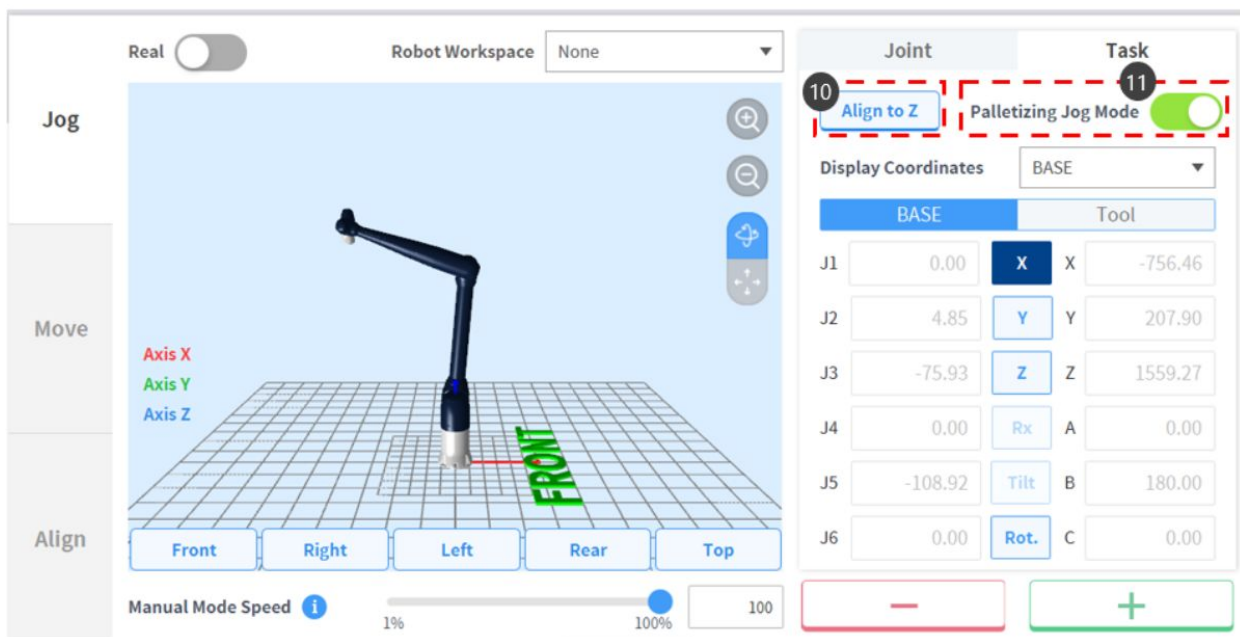 Real
Robot Workspace
None
Joint
Task
10
11
Jog
Align to Z
Palletizing Jog Mode
Display Coordinates
BASE
BASE
Tool
J1
0.00
X
X
-756.46
J2
4.85
Y
Y
207.90
Move
J3
-75.93
Z
Z
1559.27
Axis X
Axis Y
Axis Z
J4
0.00
Rx
A
0.00
FRONT
J5
-108.92
Tilt
B
180.00
Align
Front
Right
Left
Rear
Top
J6
0.00
Rot.
C
0.00
Manual Mode Speed
i
1%
100%
100
−
+